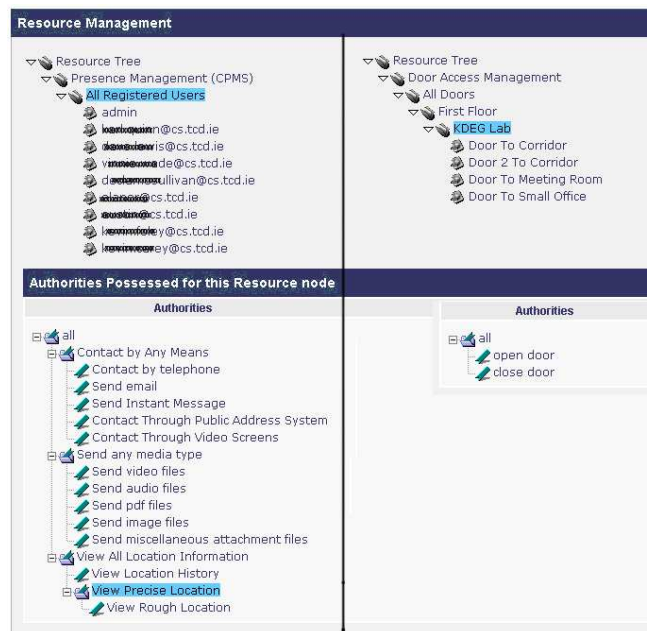 Resource Management
Resource Tree
Presence Management (CPMS)
All Registered Users
admin
n@cs.tcd.ie
is@cs.tcd.ie
de@cs.tcd.ie
sullivan@cs.tcd.ie
@cs.tcd.ie
@cs.tcd.ie
y@cs.tcd.ie
ey@cs.tcd.ie
Resource Tree
Door Access Management
All Doors
First Floor
KDEG Lab
Door To Corridor
Door 2 To Corridor
Door To Meeting Room
Door To Small Office
Authorities Possessed for this Resource node
Authorities
all
Contact by Any Means
Contact by telephone
Send email
Send Instant Message
Contact Through Public Address System
Contact Through Video Screens
Send any media type
Send video files
Send audio files
Send pdf files
Send image files
Send miscellaneous attachment files
View All Location Information
View Location History
View Precise Location
View Rough Location
Authorities
all
open door
close door